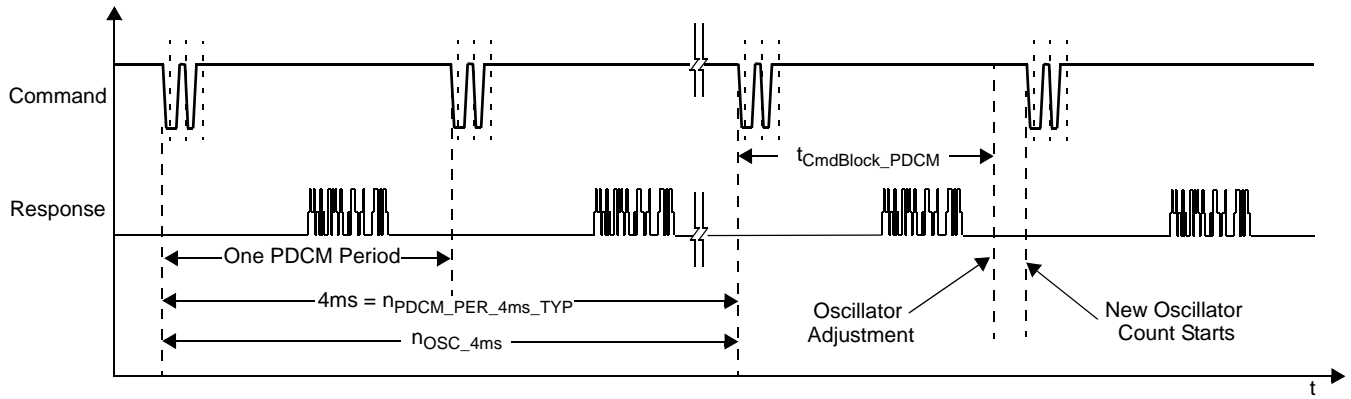 Command
t_CmdBlock_PDCM
Response
One PDCM Period
4ms = n_PDCM_PER_4ms_TYP
n_OSC_4ms
Oscillator
Adjustment
New Oscillator
Count Starts
t